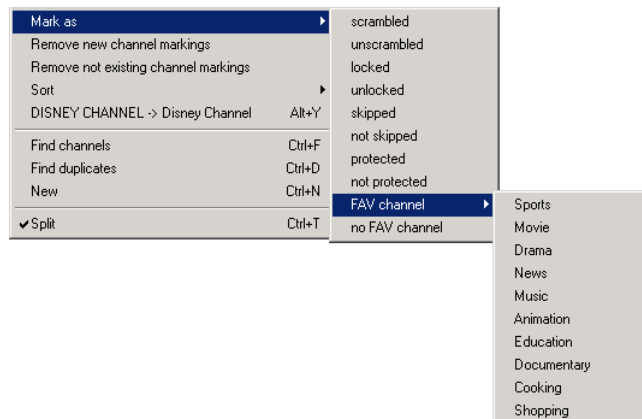 Mark as
Remove new channel markings
Remove not existing channel markings
Sort
DISNEY CHANNEL -> Disney Channel Alt+Y
Find channels Ctrl+F
Find duplicates Ctrl+D
New Ctrl+N
Split Ctrl+T
scrambled
unscrambled
locked
unlocked
skipped
not skipped
protected
not protected
FAV channel
no FAV channel
Sports
Movie
Drama
News
Music
Animation
Education
Documentary
Cooking
Shopping